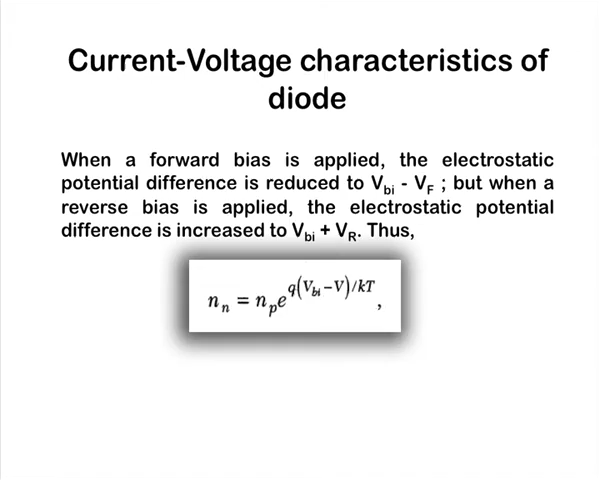 Current-Voltage characteristics of
diode
When a forward bias is applied, the electrostatic
potential difference is reduced to V_bi - V_F ; but when a
reverse bias is applied, the electrostatic potential
difference is increased to V_bi + V_R. Thus,
n_n = n_p e^{q(V_bi – V)/kT} ,